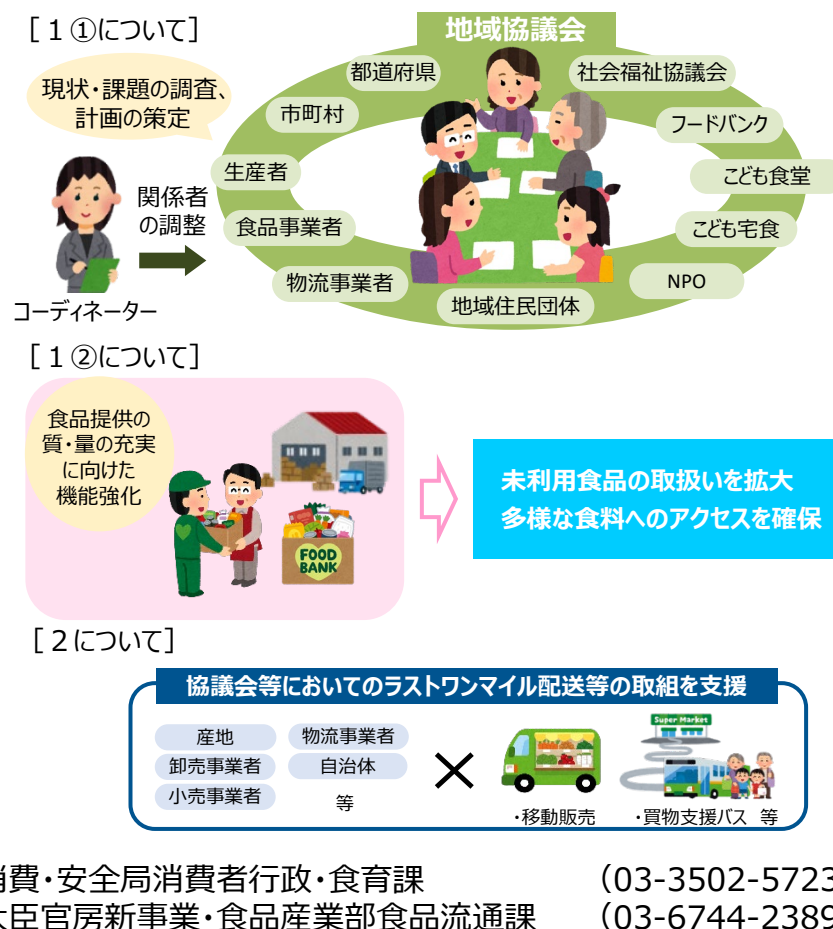 ［１①について］
地域協議会
現状・課題の調査、
計画の策定
都道府県
社会福祉協議会
市町村
フードバンク
生産者
こども食堂
関係者
の調整
食品事業者
こども宅食
物流事業者
NPO
地域住民団体
コーディネーター
［１②について］
食品提供の
質・量の充実
に向けた
機能強化
FOOD
BANK
未利用食品の取扱いを拡大
多様な食料へのアクセスを確保
［２について］
協議会等においてのラストワンマイル配送等の取組を支援
産地
物流事業者
卸売事業者
自治体
小売事業者
等
×
Super Market
・移動販売
・買物支援バス 等
消費・安全局消費者行政・食育課 （03-3502-5723
大臣官房新事業・食品産業部食品流通課 （03-6744-2389